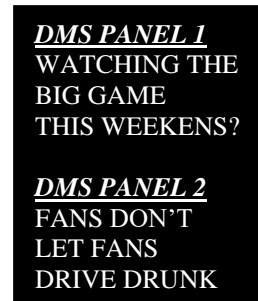 DMS PANEL 1
WATCHING THE
BIG GAME
THIS WEEKENS?
DMS PANEL 2
FANS DON’T
LET FANS
DRIVE DRUNK